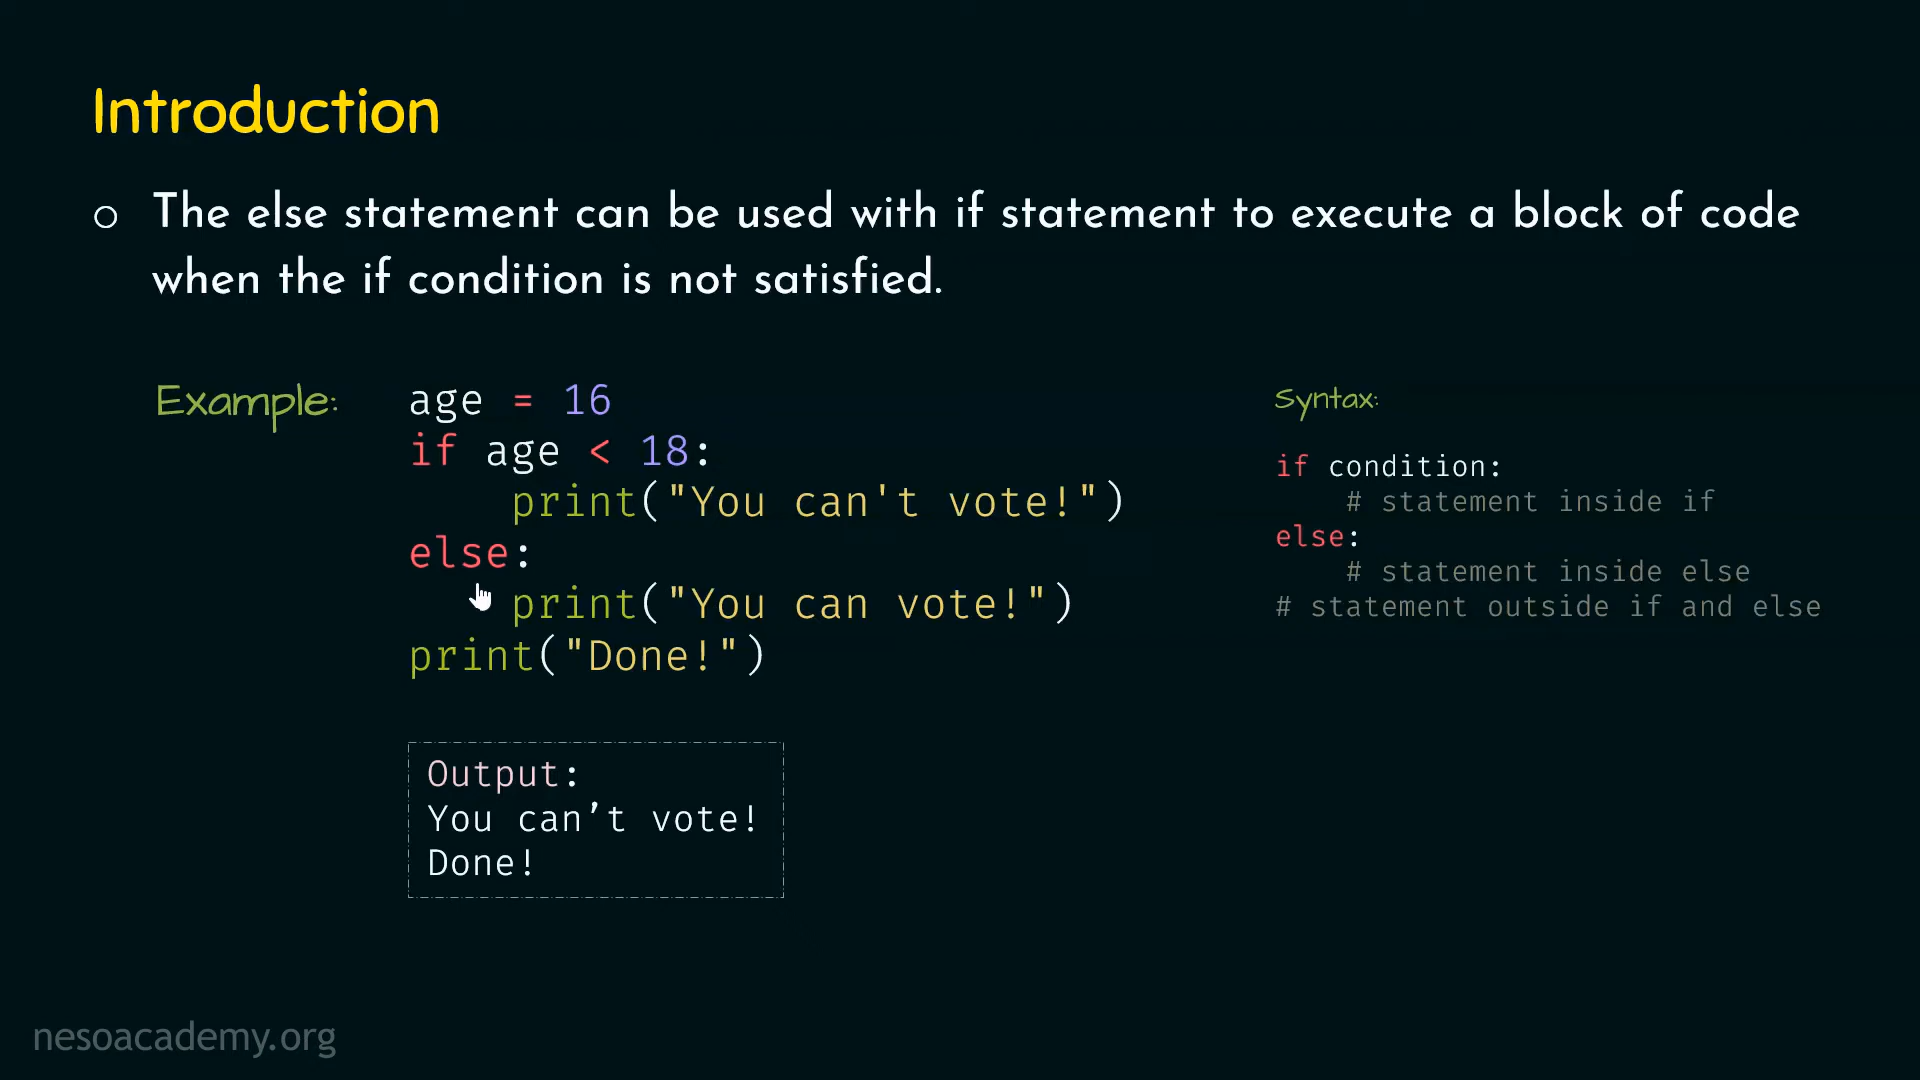 Introduction
○ The else statement can be used with if statement to execute a block of code
when the if condition is not satisfied.
Example:
age = 16
if age < 18:
    print("You can't vote!")
else:
    print("You can vote!")
print("Done!")
Syntax:
if condition:
    # statement inside if
else:
    # statement inside else
# statement outside if and else
Output:
You can’t vote!
Done!
nesoacademy.org